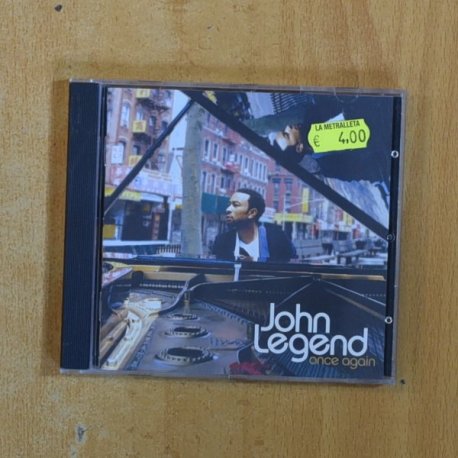 LA METRALLETA
€ 4,00
John
Legend
once again